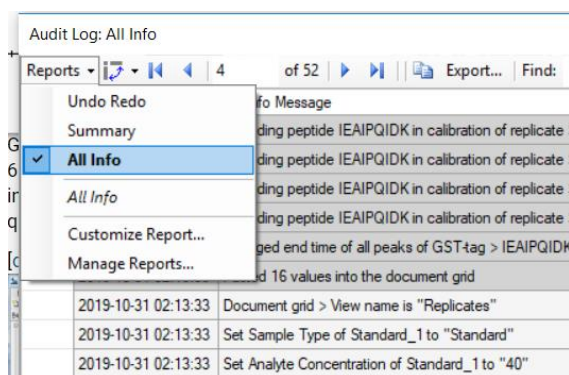 Audit Log: All Info
Reports 4 of 52 Export... Find:
Undo Redo
Summary
All Info
All Info
Customize Report...
Manage Reports...
fo Message
ding peptide IEAIPQIDK in calibration of replicate
ding peptide IEAIPQIDK in calibration of replicate
ding peptide IEAIPQIDK in calibration of replicate
ding peptide IEAIPQIDK in calibration of replicate
ged end time of all peaks of GST-tag > IEAIPQIDK
16 values into the document grid
2019-10-31 02:13:33 Document grid > View name is "Replicates"
2019-10-31 02:13:33 Set Sample Type of Standard_1 to "Standard"
2019-10-31 02:13:33 Set Analyte Concentration of Standard_1 to "40"